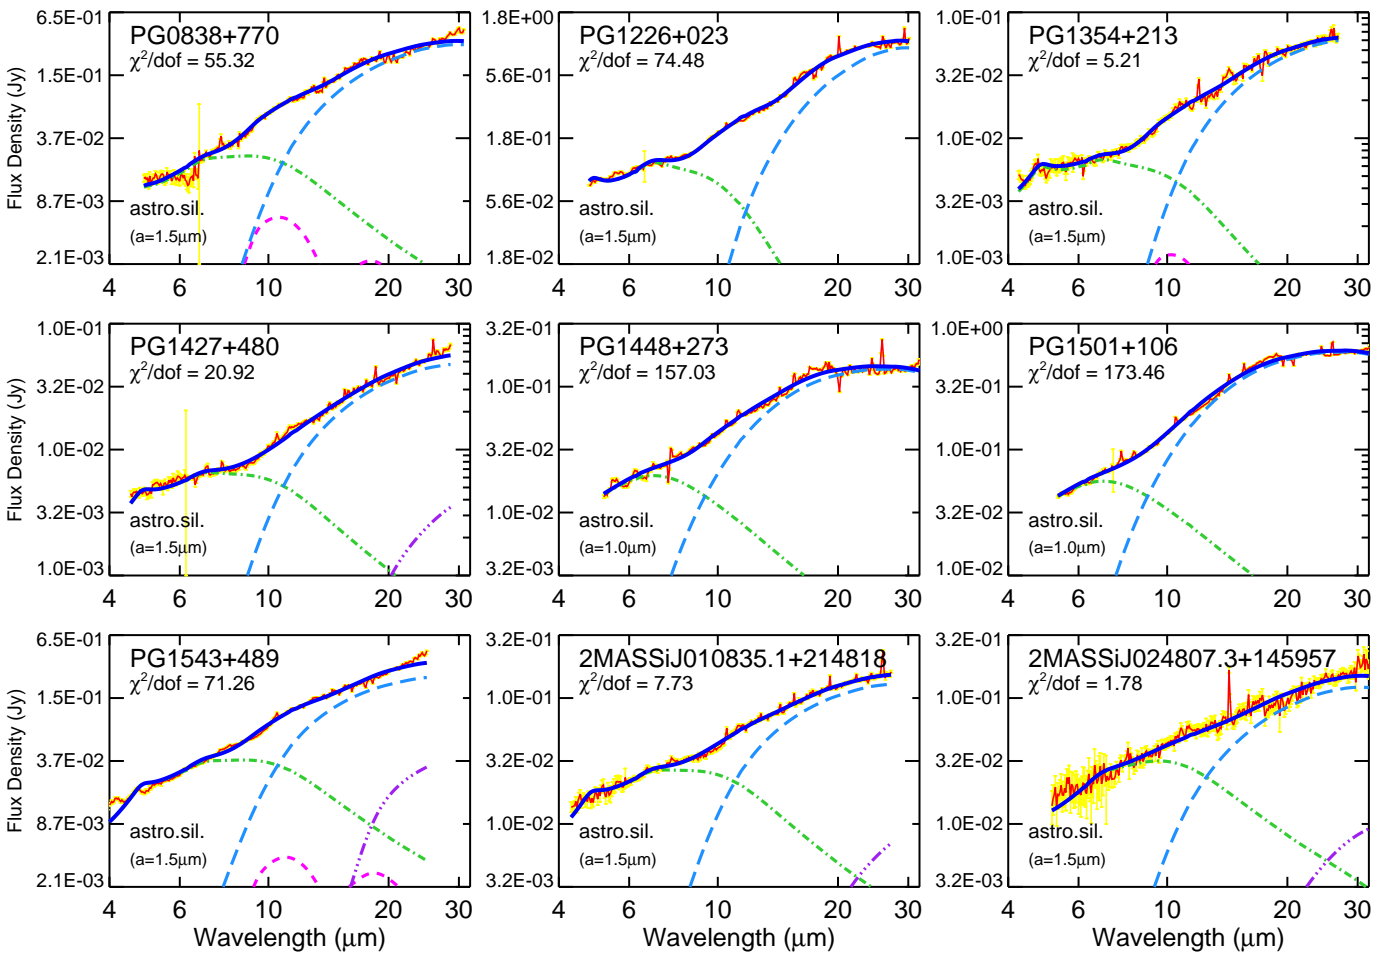 6.5E-01
1.5E-01
3.7E-02
8.7E-03
2.1E-03
Flux Density (Jy)
PG0838+770
χ²/dof = 55.32
astro.sil.
(a=1.5μm)
4 6 10 20 30
1.8E+00
5.6E-01
1.8E-01
5.6E-02
1.8E-02
PG1226+023
χ²/dof = 74.48
astro.sil.
(a=1.5μm)
4 6 10 20 30
1.0E-01
3.2E-02
1.0E-02
3.2E-03
1.0E-03
PG1354+213
χ²/dof = 5.21
astro.sil.
(a=1.5μm)
4 6 10 20 30
1.0E-01
3.2E-02
1.0E-02
3.2E-03
1.0E-03
Flux Density (Jy)
PG1427+480
χ²/dof = 20.92
astro.sil.
(a=1.5μm)
4 6 10 20 30
3.2E-01
1.0E-01
3.2E-02
1.0E-02
3.2E-03
PG1448+273
χ²/dof = 157.03
astro.sil.
(a=1.0μm)
4 6 10 20 30
1.0E+00
3.2E-01
1.0E-01
3.2E-02
1.0E-02
PG1501+106
χ²/dof = 173.46
astro.sil.
(a=1.0μm)
4 6 10 20 30
6.5E-01
1.5E-01
3.7E-02
8.7E-03
2.1E-03
Flux Density (Jy)
PG1543+489
χ²/dof = 71.26
astro.sil.
(a=1.5μm)
4 6 10 20 30
Wavelength (μm)
3.2E-01
1.0E-01
3.2E-02
1.0E-02
3.2E-03
2MASSiJ010835.1+214818
χ²/dof = 7.73
astro.sil.
(a=1.5μm)
4 6 10 20 30
Wavelength (μm)
3.2E-01
1.0E-01
3.2E-02
1.0E-02
3.2E-03
2MASSiJ024807.3+145957
χ²/dof = 1.78
astro.sil.
(a=1.5μm)
4 6 10 20 30
Wavelength (μm)